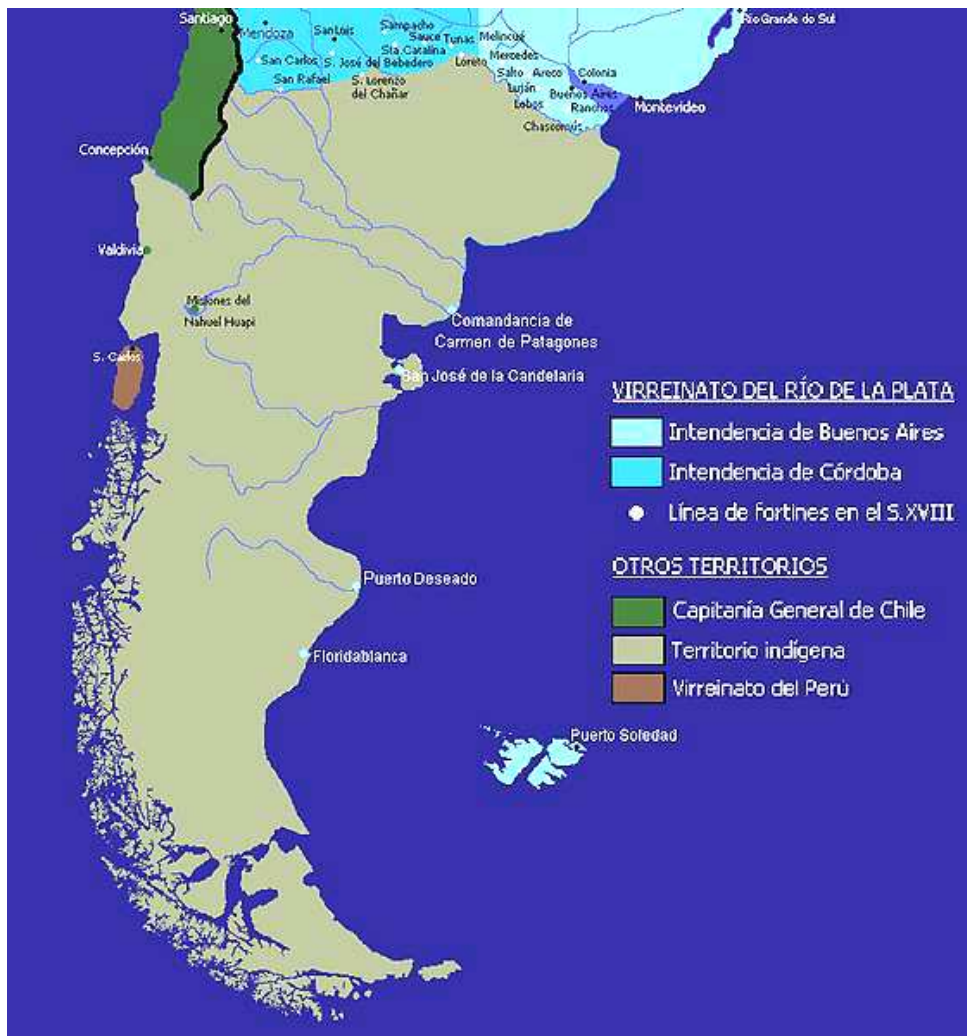 Santiago
Mendoza
San Luis
Sampacho
Sauce
Tunas
Melincué
Río Grande do Sul
Sta. Catalina
San Carlos
S. José del Bebedero
Loreto
Mercedes
San Rafael
S. Lorenzo
del Chañar
Salto
Areco
Colonia
Luján
Buenos Aires
Lobos
Ranchos
Montevideo
Chascomús
Concepción
Valdivia
Misiones del
Nahuel Huapi
Comandancia de
Carmen de Patagones
S. Carlos
San José de la Candelaria
VIRREINATO DEL RÍO DE LA PLATA
Intendencia de Buenos Aires
Intendencia de Córdoba
Línea de fortines en el S.XVIII
OTROS TERRITORIOS
Capitanía General de Chile
Territorio indígena
Virreinato del Perú
Puerto Deseado
Floridablanca
Puerto Soledad